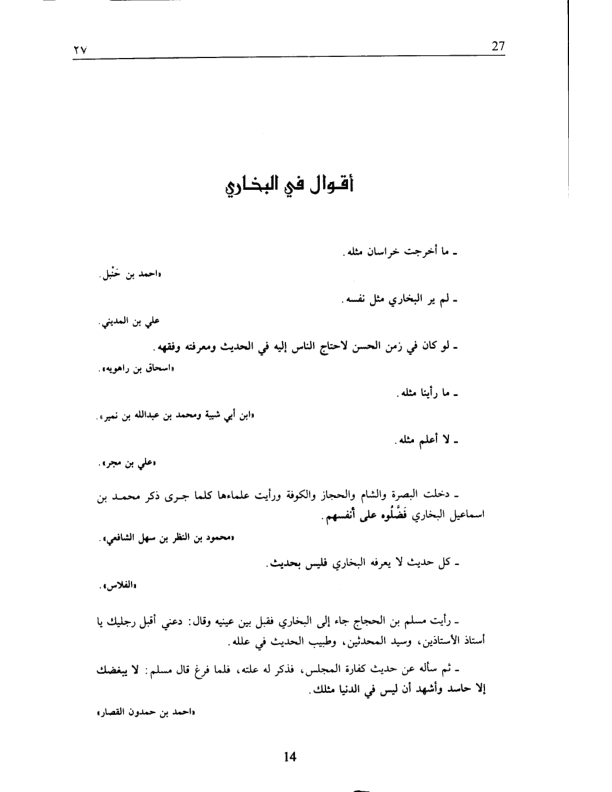 ٢٧
27
أقوال في البخاري
ـ ما أخرجت خراسان مثله.
«احمد بن حَنْبل.
ـ لم ير البخاري مثل نفسه.
علي بن المديني.
ـ لو كان في زمن الحسن لاحتاج الناس إليه في الحديث ومعرفته وفقهه.
«اسحاق بن راهويه».
ـ ما رأينا مثله.
«ابن أبي شيبة ومحمد بن عبدالله بن نمير».
ـ لا أعلم مثله.
«علي بن مجر».
ـ دخلت البصرة والشام والحجاز والكوفة ورأيت علماءها كلما جرى ذكر محمد بن
اسماعيل البخاري فَضَّلُوه على أنفسهم.
«محمود بن النظر بن سهل الشافعي».
ـ كل حديث لا يعرفه البخاري فليس بحديث.
«الفلاس».
ـ رأيت مسلم بن الحجاج جاء إلى البخاري فقبل بين عينيه وقال: دعني أقبل رجليك يا
أستاذ الأستاذين، وسيد المحدثين، وطبيب الحديث في علله.
ـ ثم سأله عن حديث كفارة المجلس، فذكر له علته، فلما فرغ قال مسلم: لا يبغضك
إلا حاسد وأشهد أن ليس في الدنيا مثلك.
«احمد بن حمدون القصار»
14